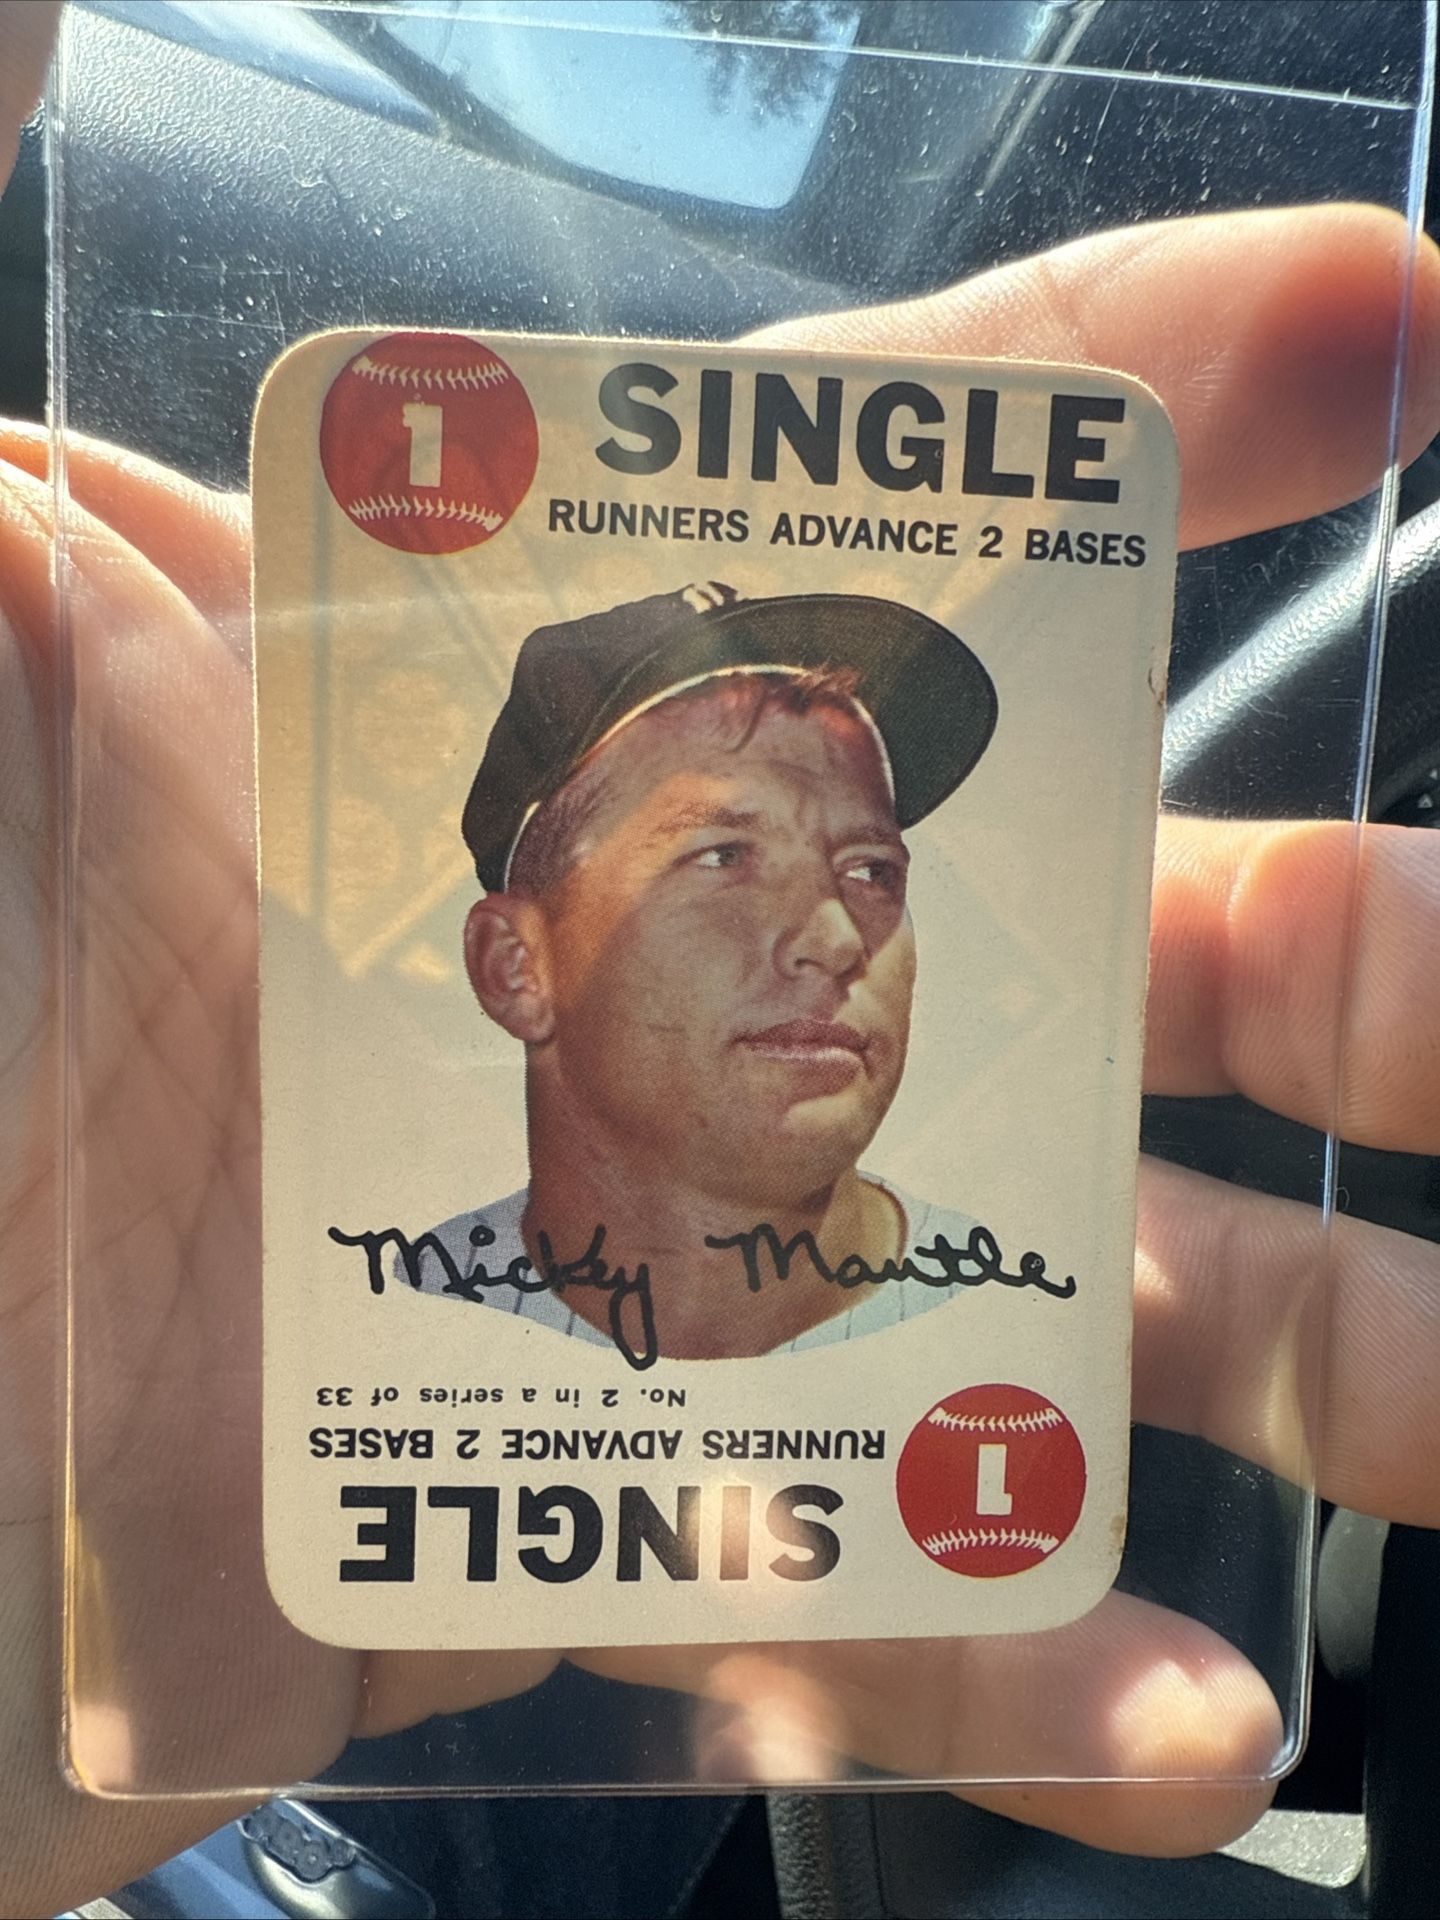 1
SINGLE
RUNNERS ADVANCE 2 BASES
Micky Mantle
No. 2 in a series of 33
RUNNERS ADVANCE 2 BASES
SINGLE
1